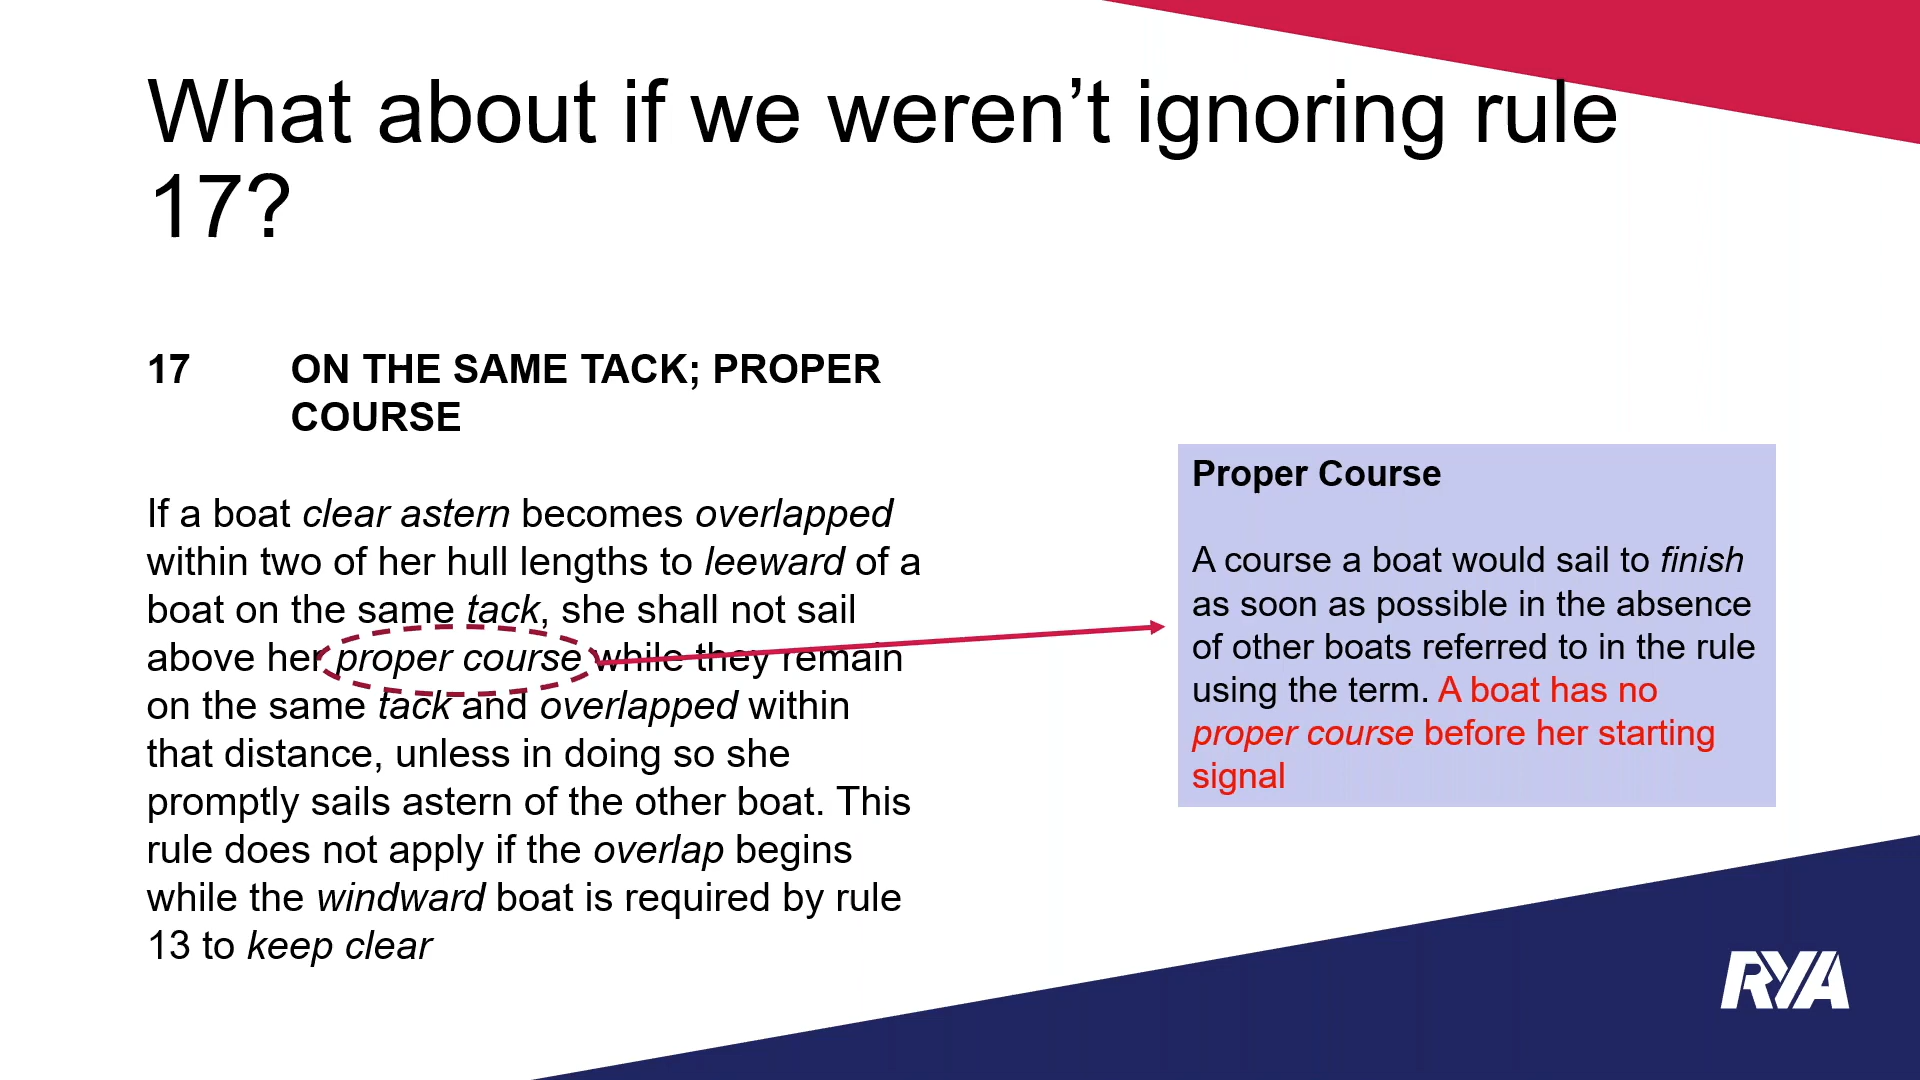 What about if we weren’t ignoring rule
17?
17 ON THE SAME TACK; PROPER
COURSE
If a boat clear astern becomes overlapped
within two of her hull lengths to leeward of a
boat on the same tack, she shall not sail
above her proper course while they remain
on the same tack and overlapped within
that distance, unless in doing so she
promptly sails astern of the other boat. This
rule does not apply if the overlap begins
while the windward boat is required by rule
13 to keep clear
Proper Course
A course a boat would sail to finish
as soon as possible in the absence
of other boats referred to in the rule
using the term. A boat has no
proper course before her starting
signal
RYA